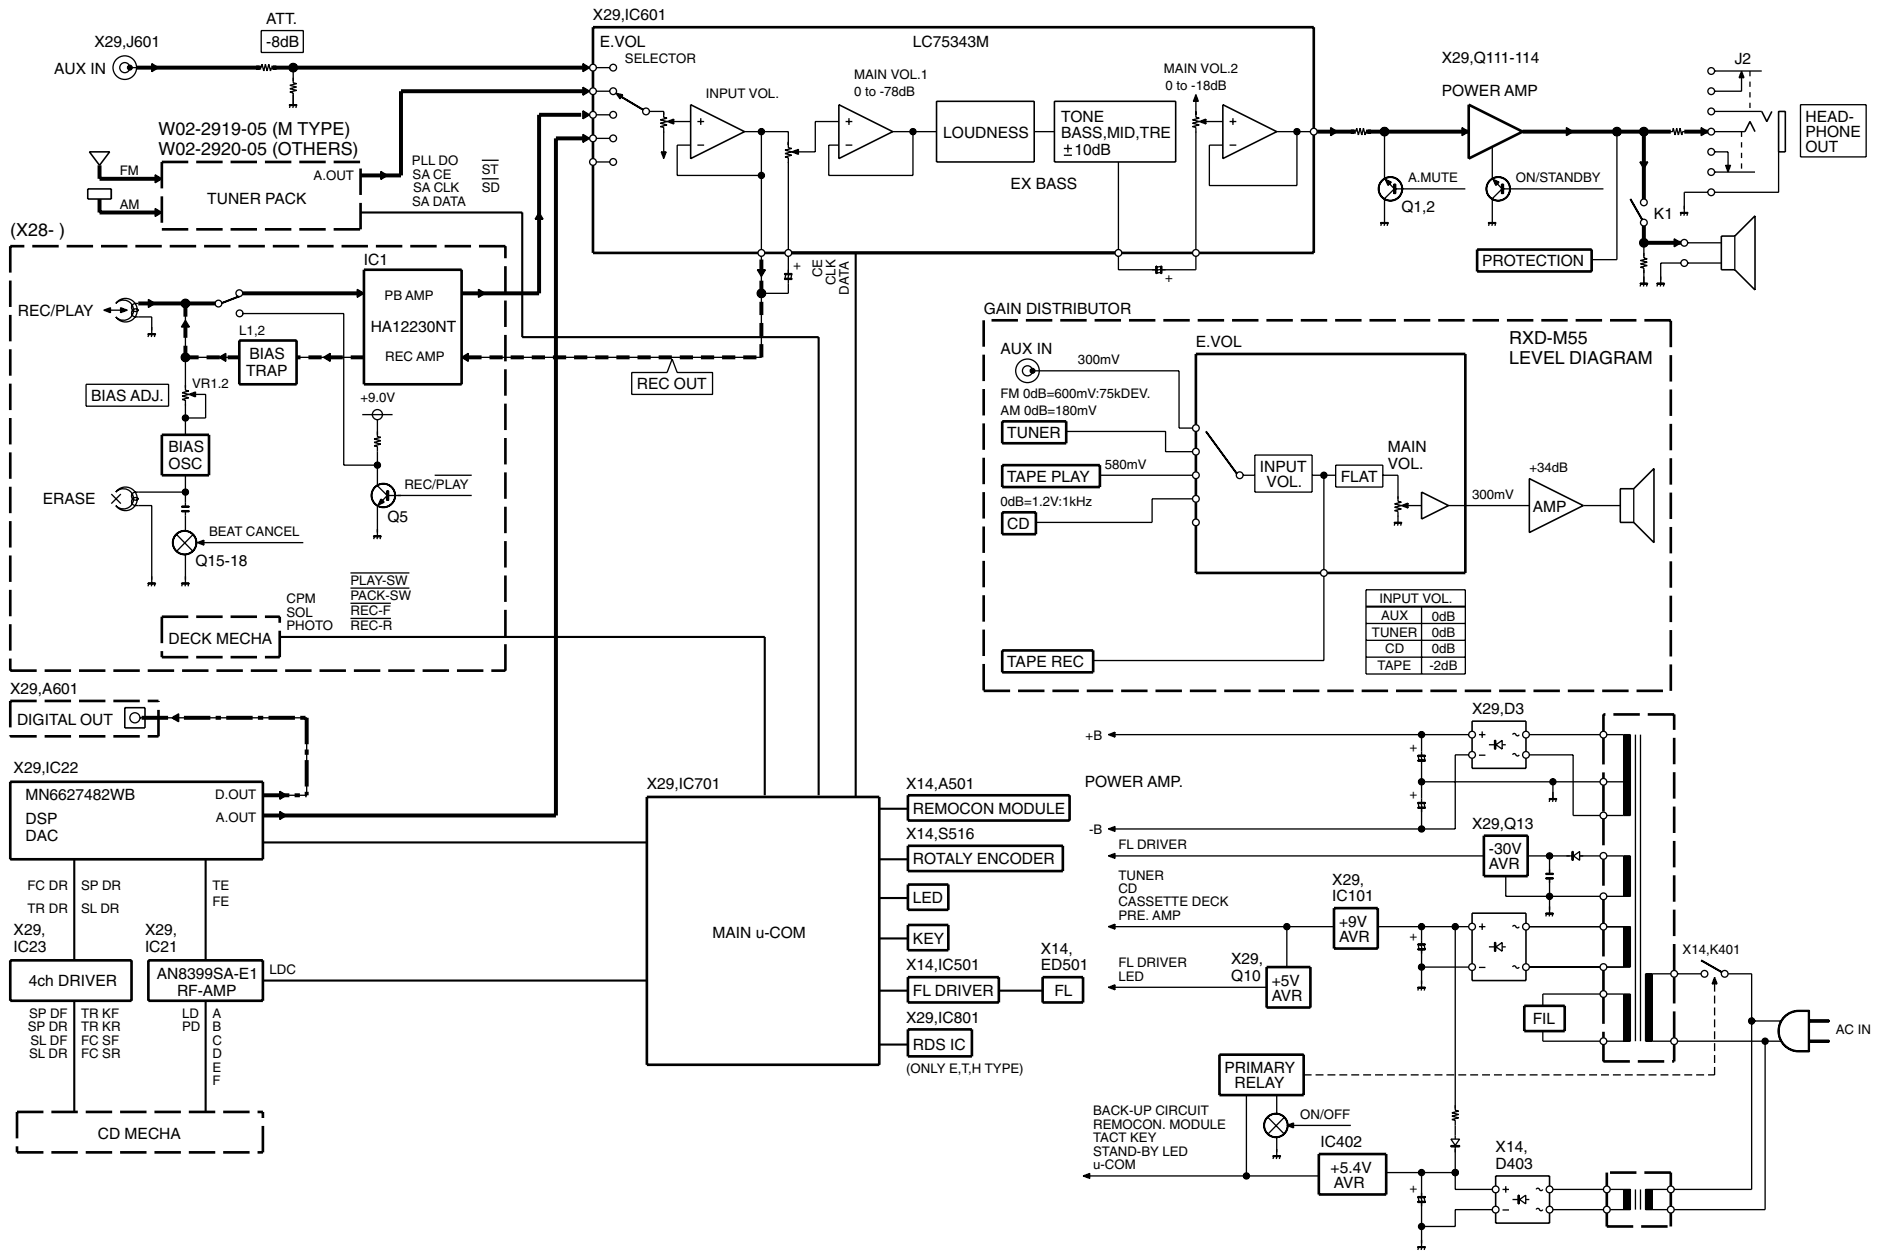 X29,J601
AUX IN
ATT.
-8dB
X29,IC601
E.VOL
SELECTOR
LC75343M
INPUT VOL.
MAIN VOL.1
0 to -78dB
LOUDNESS
TONE
BASS,MID,TRE
±10dB
EX BASS
MAIN VOL.2
0 to -18dB
X29,Q111-114
POWER AMP
A.MUTE
Q1,2
ON/STANDBY
PROTECTION
K1
J2
HEAD-
PHONE
OUT
W02-2919-05 (M TYPE)
W02-2920-05 (OTHERS)
FM
AM
A.OUT
TUNER PACK
PLL DO
SA CE
SA CLK
SA DATA
ST
SD
CE
CLK
DATA
(X28- )
REC/PLAY
IC1
PB AMP
HA12230NT
REC AMP
L1,2
BIAS
TRAP
VR1.2
BIAS ADJ.
BIAS
OSC
ERASE
+9.0V
REC/PLAY
Q5
BEAT CANCEL
Q15-18
REC OUT
CPM
SOL
PHOTO
PLAY-SW
PACK-SW
REC-F
REC-R
DECK MECHA
GAIN DISTRIBUTOR
RXD-M55
LEVEL DIAGRAM
AUX IN
300mV
FM 0dB=600mV:75kDEV.
AM 0dB=180mV
TUNER
TAPE PLAY
580mV
0dB=1.2V:1kHz
CD
E.VOL
INPUT
VOL.
FLAT
MAIN
VOL.
300mV
+34dB
AMP
TAPE REC
INPUT VOL.
AUX 0dB
TUNER 0dB
CD 0dB
TAPE -2dB
X29,A601
DIGITAL OUT
X29,IC22
MN6627482WB
DSP
DAC
D.OUT
A.OUT
FC DR SP DR
TR DR SL DR
TE
FE
X29,
IC23
4ch DRIVER
X29,
IC21
AN8399SA-E1
RF-AMP
LDC
SP DF TR KF
SP DR TR KR
SL DF FC SF
SL DR FC SR
LD A
PD B
C
D
E
F
CD MECHA
X29,IC701
MAIN u-COM
X14,A501
REMOCON MODULE
X14,S516
ROTALY ENCODER
LED
KEY
X14,IC501
FL DRIVER
X14,
ED501
FL
X29,IC801
RDS IC
(ONLY E,T,H TYPE)
+B
POWER AMP.
-B
X29,D3
FL DRIVER
X29,Q13
-30V
AVR
TUNER
CD
CASSETTE DECK
PRE. AMP
X29,
IC101
+9V
AVR
FL DRIVER
LED
X29,
Q10
+5V
AVR
FIL
X14,K401
AC IN
PRIMARY
RELAY
ON/OFF
BACK-UP CIRCUIT
REMOCON. MODULE
TACT KEY
STAND-BY LED
u-COM
IC402
+5.4V
AVR
X14,
D403